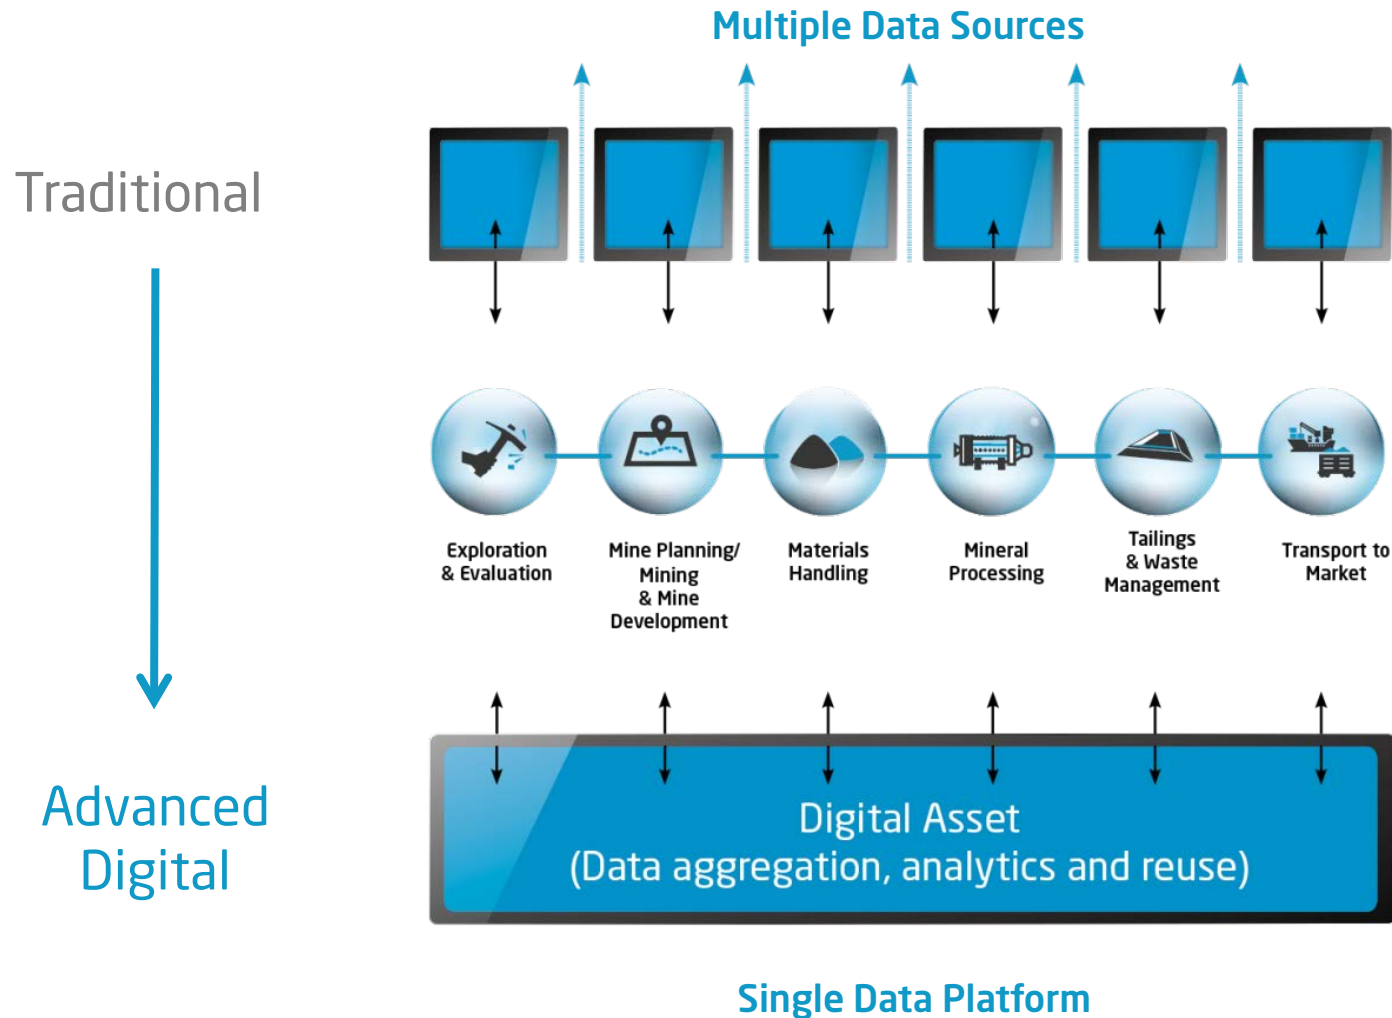 Multiple Data Sources
Traditional
Exploration
& Evaluation
Mine Planning/
Mining
& Mine
Development
Materials
Handling
Mineral
Processing
Tailings
& Waste
Management
Transport to
Market
Advanced
Digital
Digital Asset
(Data aggregation, analytics and reuse)
Single Data Platform